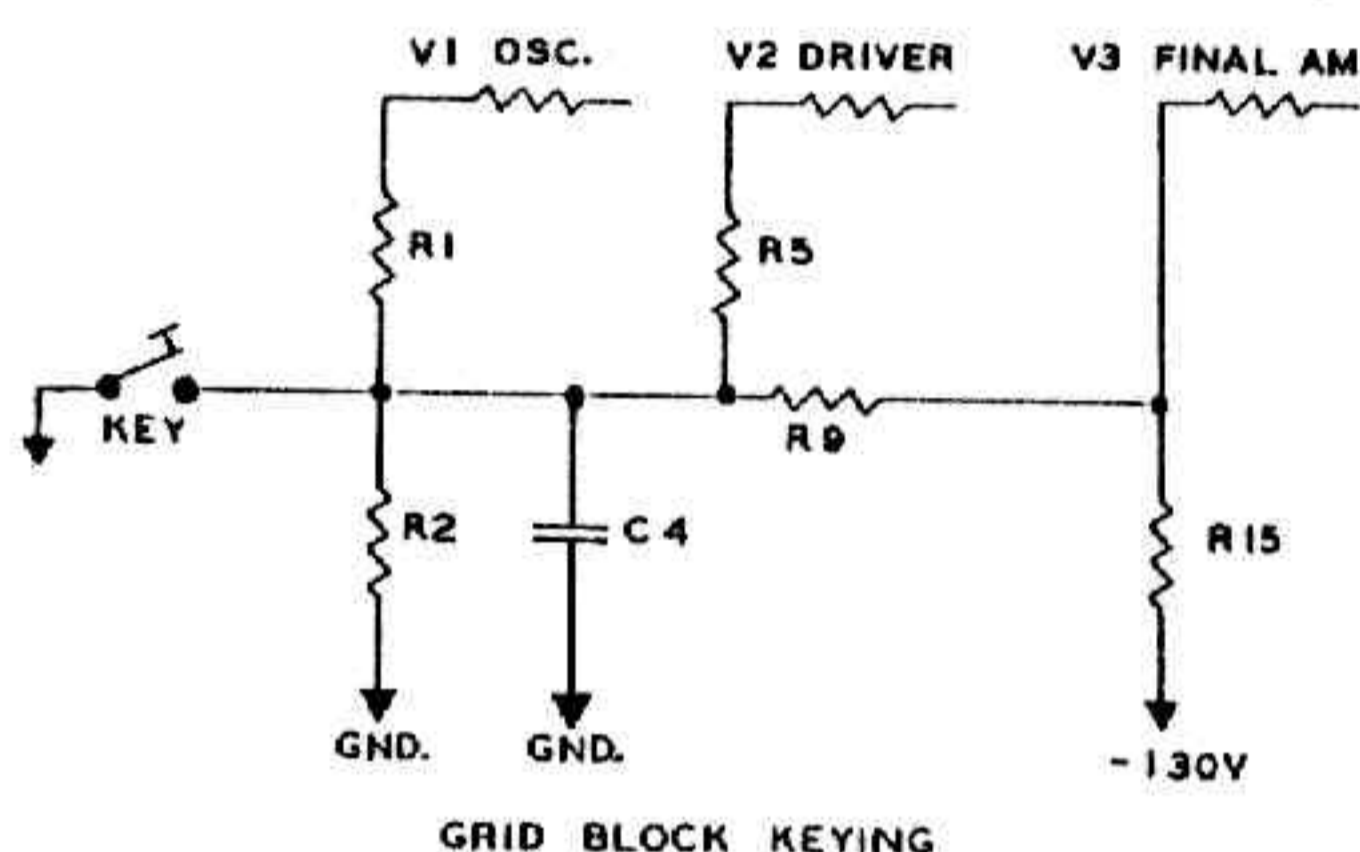 V1 OSC.
V2 DRIVER
V3 FINAL AM
R1
R5
KEY
R9
R2
C4
R15
GND.
GND.
-130V
GRID BLOCK KEYING